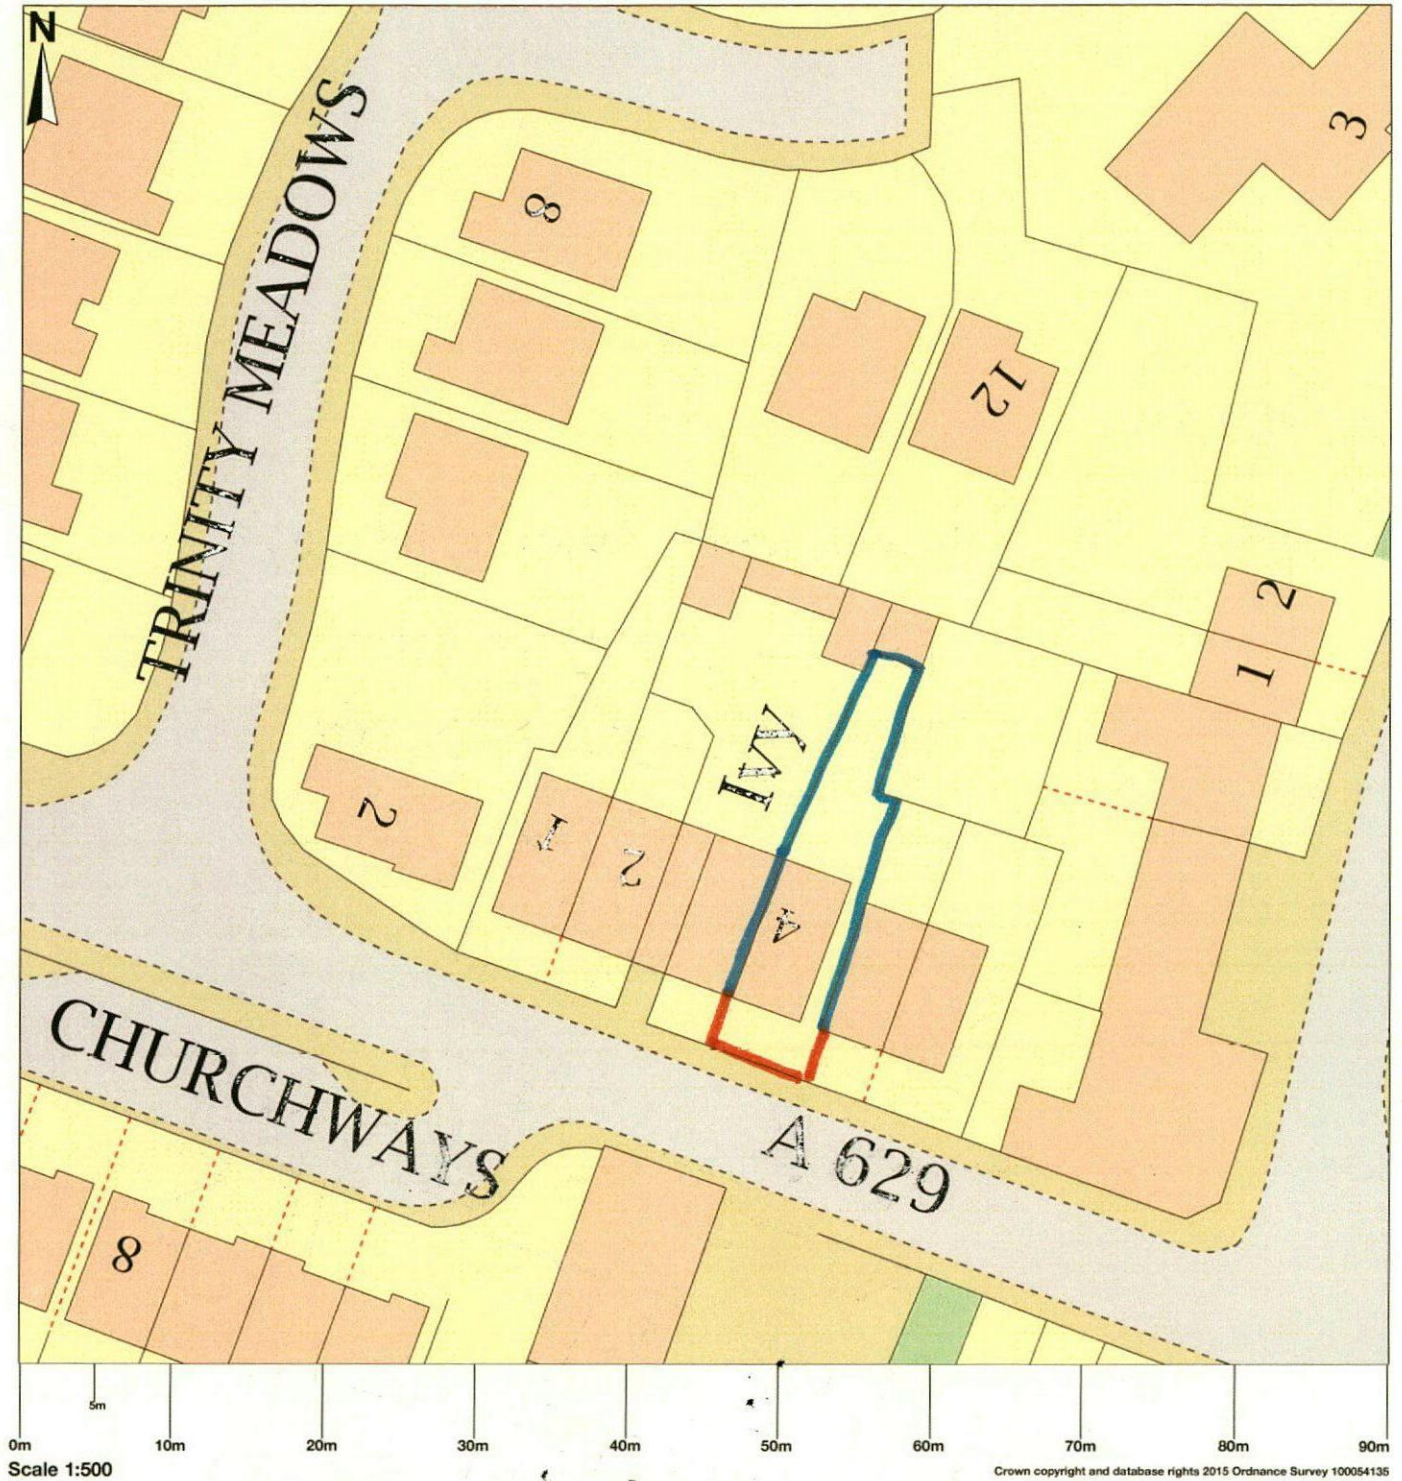 N
TRINITY MEADOWS
8
3
12
2
1
Ivy
2
1
2
4
CHURCHWAYS
A 629
8
5m
0m 10m 20m 30m 40m 50m 60m 70m 80m 90m
Scale 1:500
Crown copyright and database rights 2015 Ordnance Survey 100054135